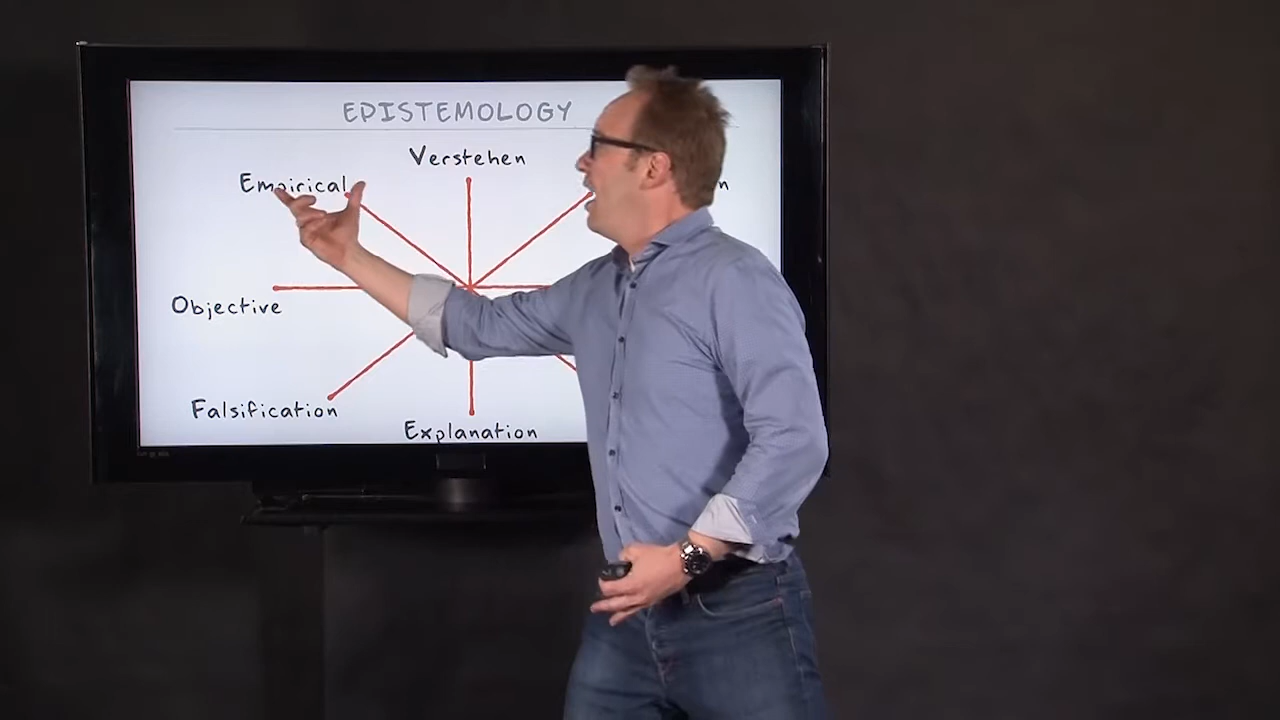 EPISTEMOLOGY
Verstehen
Empirical
Objective
Falsification
Explanation